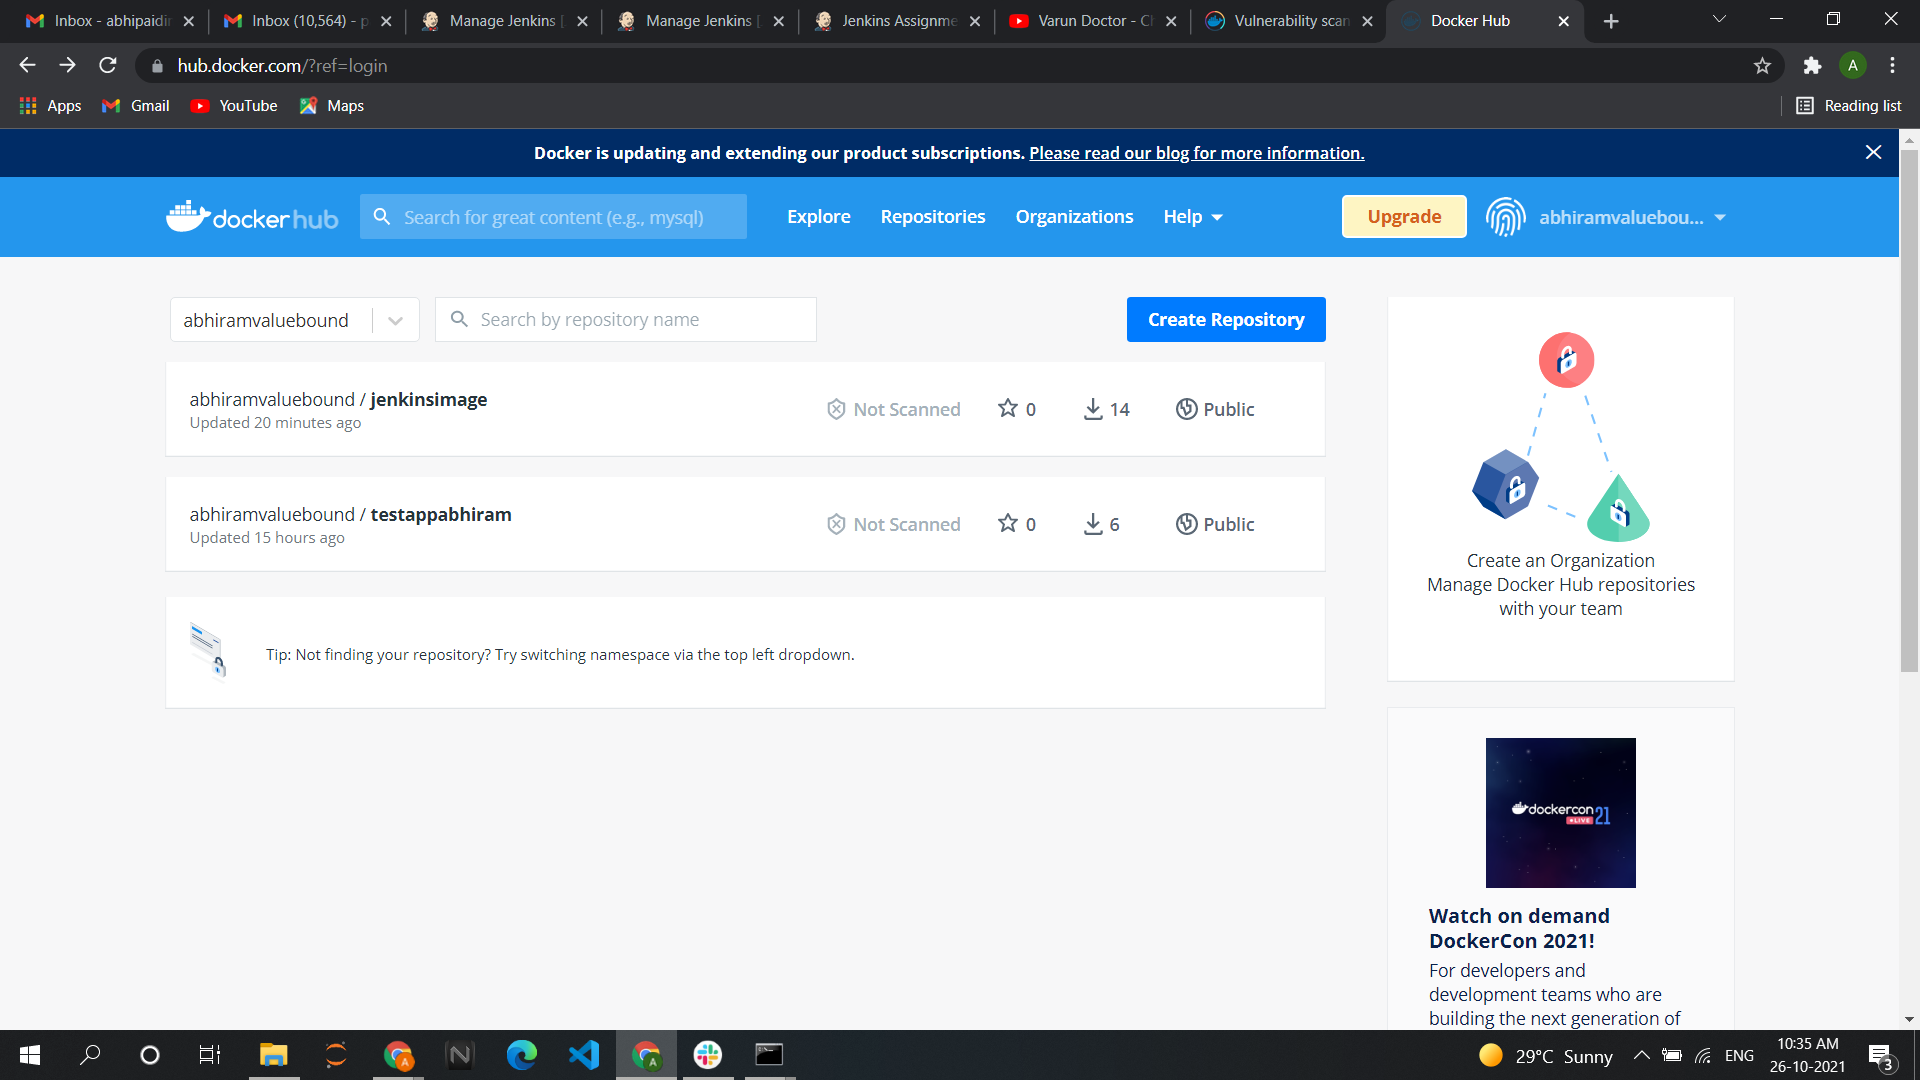 Inbox - abhipaidin
Inbox (10,564) - p
Manage Jenkins [
Manage Jenkins [
Jenkins Assignme
Varun Doctor - Ch
Vulnerability scan
Docker Hub
hub.docker.com/?ref=login
A
Apps
Gmail
YouTube
Maps
Reading list
Docker is updating and extending our product subscriptions. Please read our blog for more information.
docker hub
Search for great content (e.g., mysql)
Explore
Repositories
Organizations
Help
Upgrade
abhiramvaluebou...
abhiramvaluebound
Search by repository name
Create Repository
abhiramvaluebound / jenkinsimage
Updated 20 minutes ago
Not Scanned
0
14
Public
abhiramvaluebound / testappabhiram
Updated 15 hours ago
Not Scanned
0
6
Public
Tip: Not finding your repository? Try switching namespace via the top left dropdown.
Create an Organization
Manage Docker Hub repositories
with your team
dockercon
LIVE 21
Watch on demand
DockerCon 2021!
For developers and
development teams who are
building the next generation of
29°C Sunny
ENG
10:35 AM
26-10-2021
3